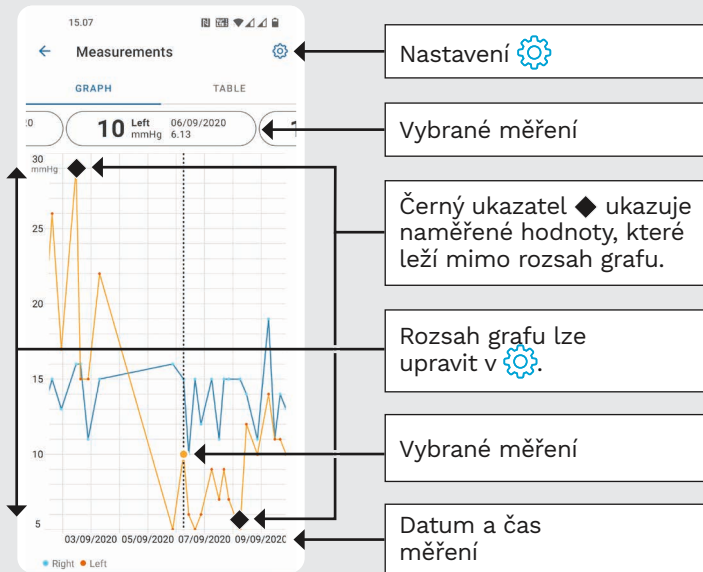 15.07
Measurements
GRAPH TABLE
10 Left 06/09/2020
mmHg 6.13
30
mmHg
25
20
15
10
5
03/09/2020 05/09/2020 07/09/2020 09/09/2020
Right Left
Nastavení
Vybrané měření
Černý ukazatel ◆ ukazuje
naměřené hodnoty, které
leží mimo rozsah grafu.
Rozsah grafu lze
upravit v .
Vybrané měření
Datum a čas
měření